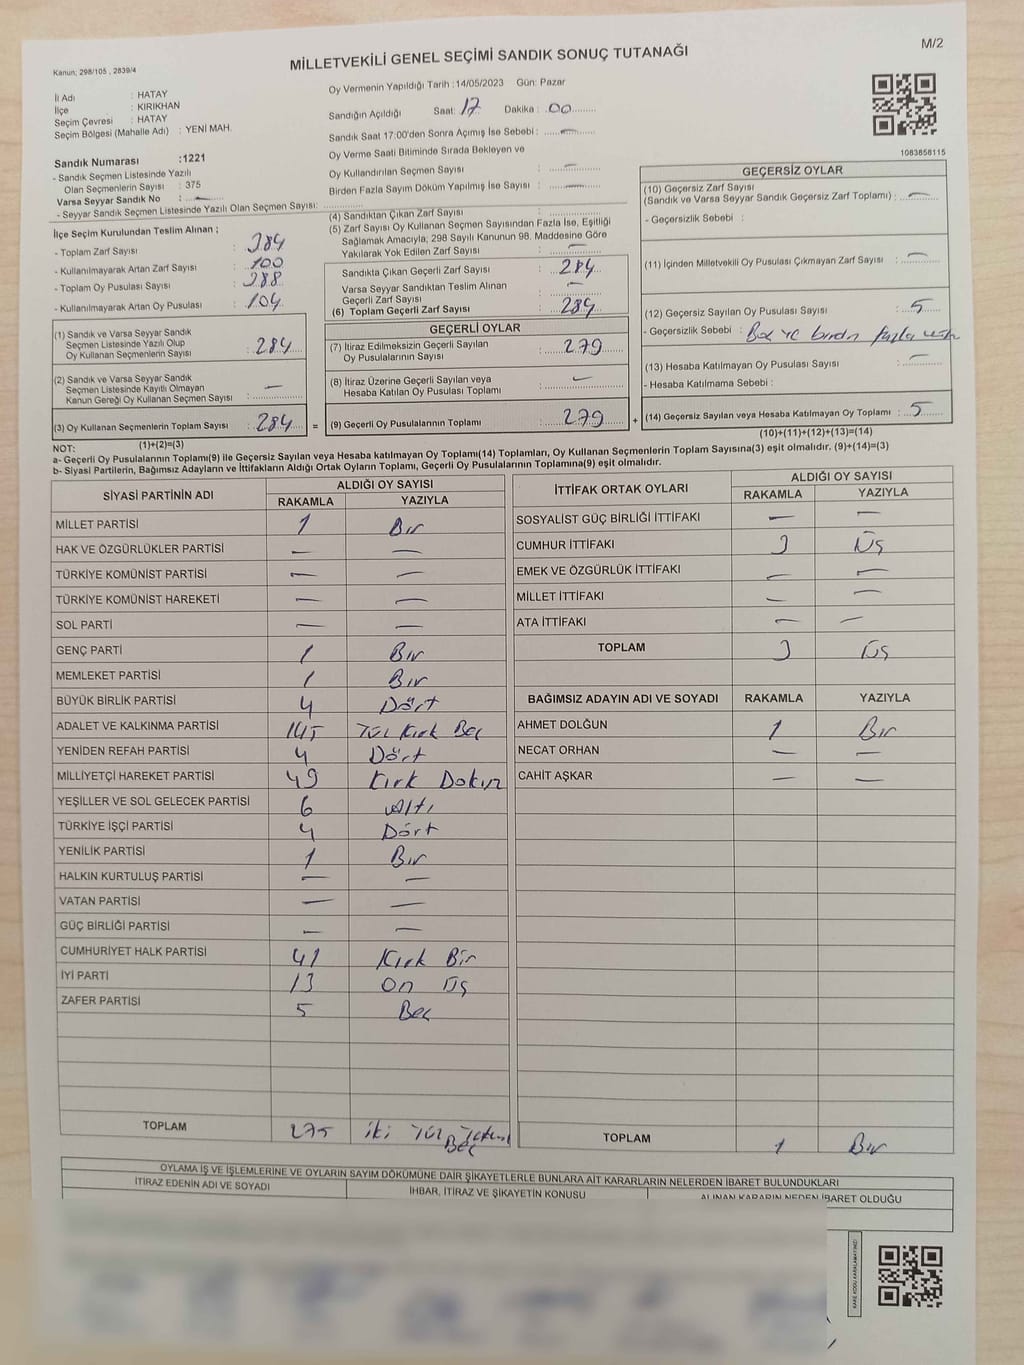 M/2
Kanun; 298/105 , 2839/4
MİLLETVEKİLİ GENEL SEÇİMİ SANDIK SONUÇ TUTANAĞI
İl Adı : HATAY
İlçe : KIRIKHAN
Seçim Çevresi : HATAY
Seçim Bölgesi (Mahalle Adı) : YENİ MAH.
Sandık Numarası :1221
- Sandık Seçmen Listesinde Yazılı
Olan Seçmenlerin Sayısı : 375
Varsa Seyyar Sandık No : —
- Seyyar Sandık Seçmen Listesinde Yazılı Olan Seçmen Sayısı:
Oy Vermenin Yapıldığı Tarih :14/05/2023 Gün: Pazar
Sandığın Açıldığı Saat: 17 Dakika : 00
Sandık Saat 17:00'den Sonra Açımış İse Sebebi : —
Oy Verme Saati Bitiminde Sırada Bekleyen ve
Oy Kullandırılan Seçmen Sayısı : —
Birden Fazla Sayım Döküm Yapılmış İse Sayısı : —
1083858115
İlçe Seçim Kurulundan Teslim Alınan ;
- Toplam Zarf Sayısı : 384
- Kullanılmayarak Artan Zarf Sayısı : 100
- Toplam Oy Pusulası Sayısı : 388
- Kullanılmayarak Artan Oy Pusulası : 104
(1) Sandık ve Varsa Seyyar Sandık
Seçmen Listesinde Yazılı Olup
Oy Kullanan Seçmenlerin Sayısı : 284
(2) Sandık ve Varsa Seyyar Sandık
Seçmen Listesinde Kayıtlı Olmayan
Kanun Gereği Oy Kullanan Seçmen Sayısı : —
(3) Oy Kullanan Seçmenlerin Toplam Sayısı : 284 =
(1)+(2)=(3)
(4) Sandıktan Çıkan Zarf Sayısı :
(5) Zarf Sayısı Oy Kullanan Seçmen Sayısından Fazla İse, Eşitliği
Sağlamak Amacıyla; 298 Sayılı Kanunun 98. Maddesine Göre
Yakılarak Yok Edilen Zarf Sayısı : —
Sandıkta Çıkan Geçerli Zarf Sayısı : 284
Varsa Seyyar Sandıktan Teslim Alınan
Geçerli Zarf Sayısı : —
(6) Toplam Geçerli Zarf Sayısı : 284
GEÇERLİ OYLAR
(7) İtiraz Edilmeksizin Geçerli Sayılan
Oy Pusulalarının Sayısı : 279
(8) İtiraz Üzerine Geçerli Sayılan veya
Hesaba Katılan Oy Pusulası Toplamı : —
(9) Geçerli Oy Pusulalarının Toplamı : 279 +
GEÇERSİZ OYLAR
(10) Geçersiz Zarf Sayısı
(Sandık ve Varsa Seyyar Sandık Geçersiz Zarf Toplamı) : —
- Geçersizlik Sebebi :
(11) İçinden Milletvekili Oy Pusulası Çıkmayan Zarf Sayısı : —
(12) Geçersiz Sayılan Oy Pusulası Sayısı : 5
- Geçersizlik Sebebi : Boş ve birden fazla
(13) Hesaba Katılmayan Oy Pusulası Sayısı : —
- Hesaba Katılmama Sebebi :
(14) Geçersiz Sayılan veya Hesaba Katılmayan Oy Toplamı : 5
(10)+(11)+(12)+(13)=(14)
NOT:
a- Geçerli Oy Pusulalarının Toplamı(9) ile Geçersiz Sayılan veya Hesaba katılmayan Oy Toplamı(14) Toplamları, Oy Kullanan Seçmenlerin Toplam Sayısına(3) eşit olmalıdır. (9)+(14)=(3)
b- Siyasi Partilerin, Bağımsız Adayların ve İttifakların Aldığı Ortak Oyların Toplamı, Geçerli Oy Pusulalarının Toplamına(9) eşit olmalıdır.
SİYASİ PARTİNİN ADI ALDIĞI OY SAYISI
RAKAMLA YAZIYLA
MİLLET PARTİSİ 1 Bir
HAK VE ÖZGÜRLÜKLER PARTİSİ — —
TÜRKİYE KOMÜNİST PARTİSİ — —
TÜRKİYE KOMÜNİST HAREKETİ — —
SOL PARTİ — —
GENÇ PARTİ 1 Bir
MEMLEKET PARTİSİ 1 Bir
BÜYÜK BİRLİK PARTİSİ 4 Dört
ADALET VE KALKINMA PARTİSİ 145 Yüz Kırk Beş
YENİDEN REFAH PARTİSİ 4 Dört
MİLLİYETÇİ HAREKET PARTİSİ 49 Kırk Dokuz
YEŞİLLER VE SOL GELECEK PARTİSİ 6 Altı
TÜRKİYE İŞÇİ PARTİSİ 4 Dört
YENİLİK PARTİSİ 1 Bir
HALKIN KURTULUŞ PARTİSİ — —
VATAN PARTİSİ — —
GÜÇ BİRLİĞİ PARTİSİ — —
CUMHURİYET HALK PARTİSİ 41 Kırk Bir
İYİ PARTİ 13 On Üç
ZAFER PARTİSİ 5 Beş
TOPLAM 275 İki Yüz Yetmiş Beş
İTTİFAK ORTAK OYLARI ALDIĞI OY SAYISI
RAKAMLA YAZIYLA
SOSYALİST GÜÇ BİRLİĞİ İTTİFAKI — —
CUMHUR İTTİFAKI 3 Üç
EMEK VE ÖZGÜRLÜK İTTİFAKI — —
MİLLET İTTİFAKI — —
ATA İTTİFAKI — —
TOPLAM 3 Üç
BAĞIMSIZ ADAYIN ADI VE SOYADI RAKAMLA YAZIYLA
AHMET DOLĞUN 1 Bir
NECAT ORHAN — —
CAHİT AŞKAR — —
TOPLAM 1 Bir
OYLAMA İŞ VE İŞLEMLERİNE VE OYLARIN SAYIM DÖKÜMÜNE DAİR ŞİKAYETLERLE BUNLARA AİT KARARLARIN NELERDEN İBARET BULUNDUKLARI
İTİRAZ EDENİN ADI VE SOYADI İHBAR, İTİRAZ VE ŞİKAYETİN KONUSU ALINAN KARARIN NEDEN İBARET OLDUĞU